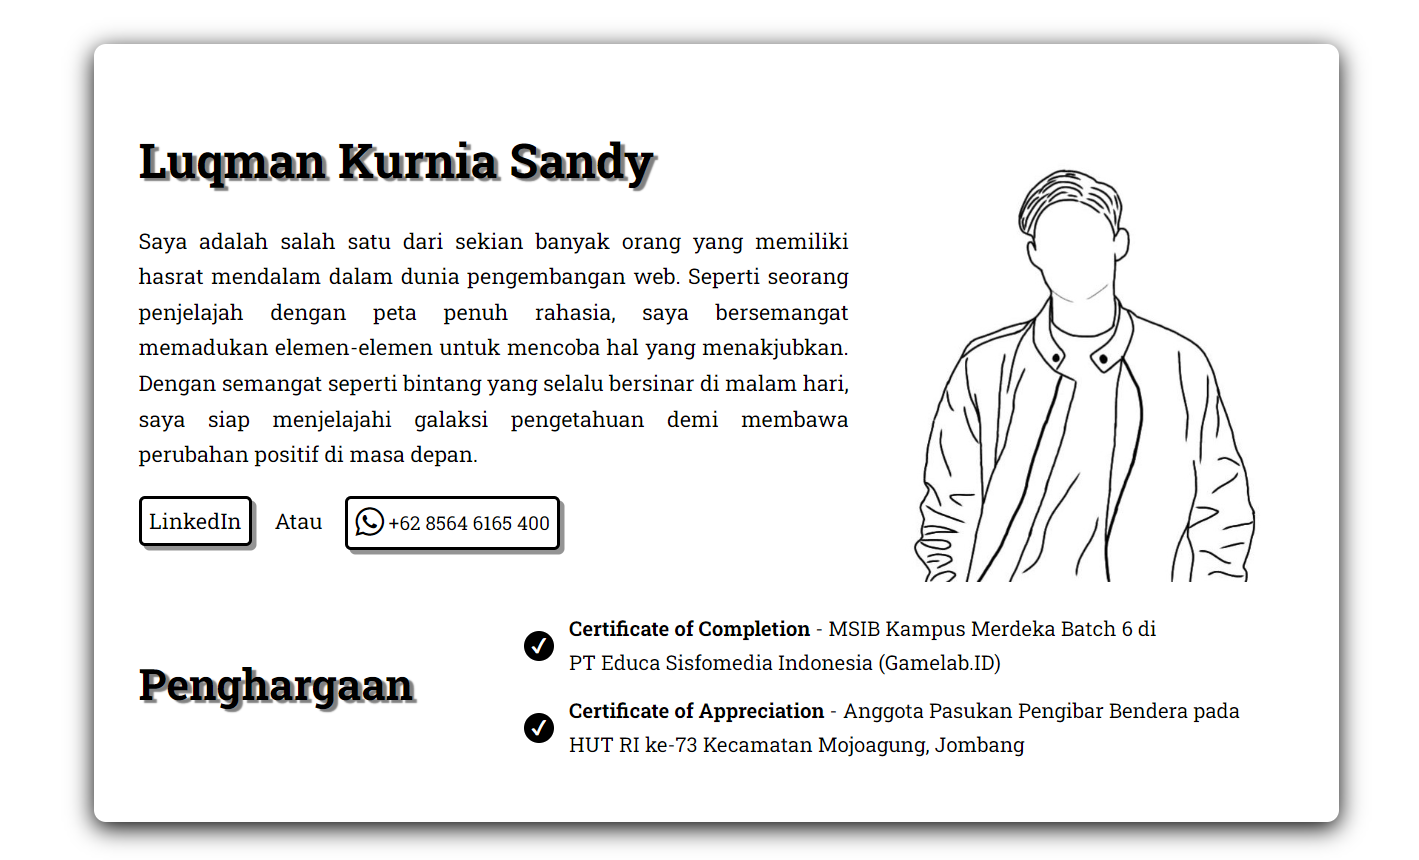 Luqman Kurnia Sandy
Saya adalah salah satu dari sekian banyak orang yang memiliki
hasrat mendalam dalam dunia pengembangan web. Seperti seorang
penjelajah dengan peta penuh rahasia, saya bersemangat
memadukan elemen-elemen untuk mencoba hal yang menakjubkan.
Dengan semangat seperti bintang yang selalu bersinar di malam hari,
saya siap menjelajahi galaksi pengetahuan demi membawa
perubahan positif di masa depan.
LinkedIn Atau +62 8564 6165 400
Penghargaan
Certificate of Completion - MSIB Kampus Merdeka Batch 6 di
PT Educa Sisfomedia Indonesia (Gamelab.ID)
Certificate of Appreciation - Anggota Pasukan Pengibar Bendera pada
HUT RI ke-73 Kecamatan Mojoagung, Jombang